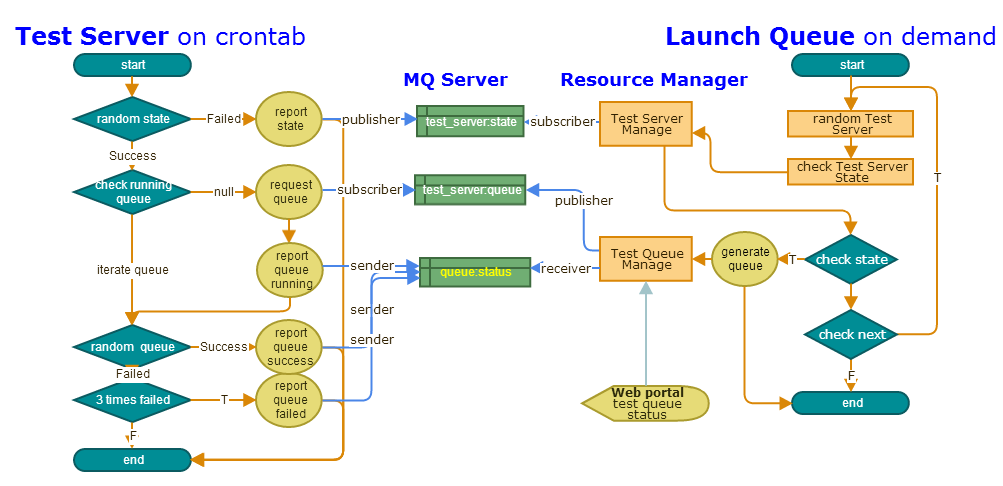 Test Server on crontab
Launch Queue on demand
MQ Server
Resource Manager
start
random state
Failed
report
state
publisher
test_server:state
subscriber
Test Server
Manage
Success
check running
queue
null
request
queue
subscriber
test_server:queue
publisher
report
queue
running
sender
queue:status
receiver
Test Queue
Manage
iterate queue
sender
random queue
Success
report
queue
success
sender
Failed
3 times failed
T
report
queue
failed
F
end
Web portal
test queue
status
start
random Test
Server
check Test Server
State
T
generate
queue
T
check state
check next
F
end